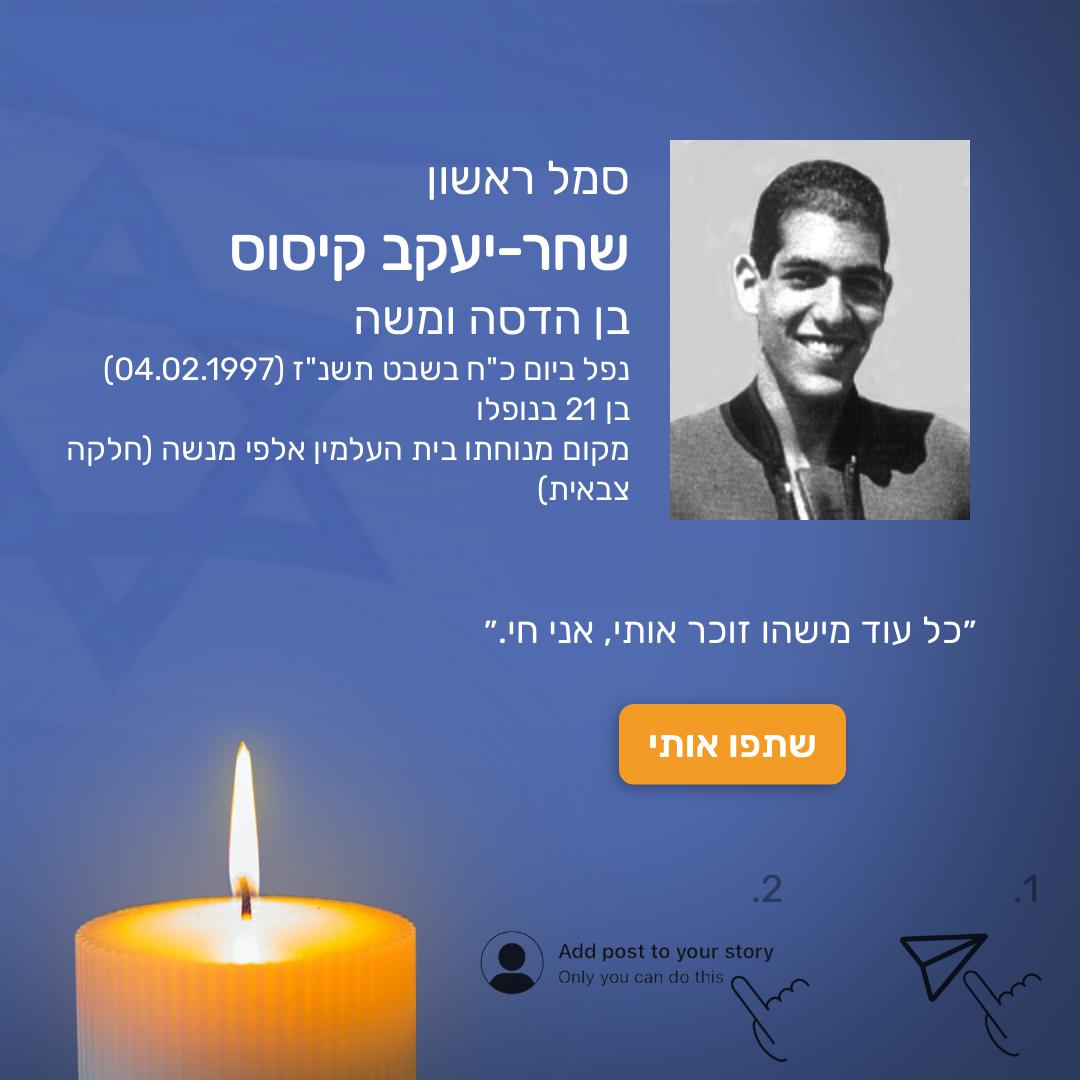 סמל ראשון
שחר-יעקב קיסוס
בן הדסה ומשה
נפל ביום כ"ח בשבט תשנ"ז (04.02.1997)
בן 21 בנופלו
מקום מנוחתו בית העלמין אלפי מנשה (חלקה
צבאית)
״כל עוד מישהו זוכר אותי, אני חי.״
שתפו אותי
1.
2.
Add post to your story
Only you can do this